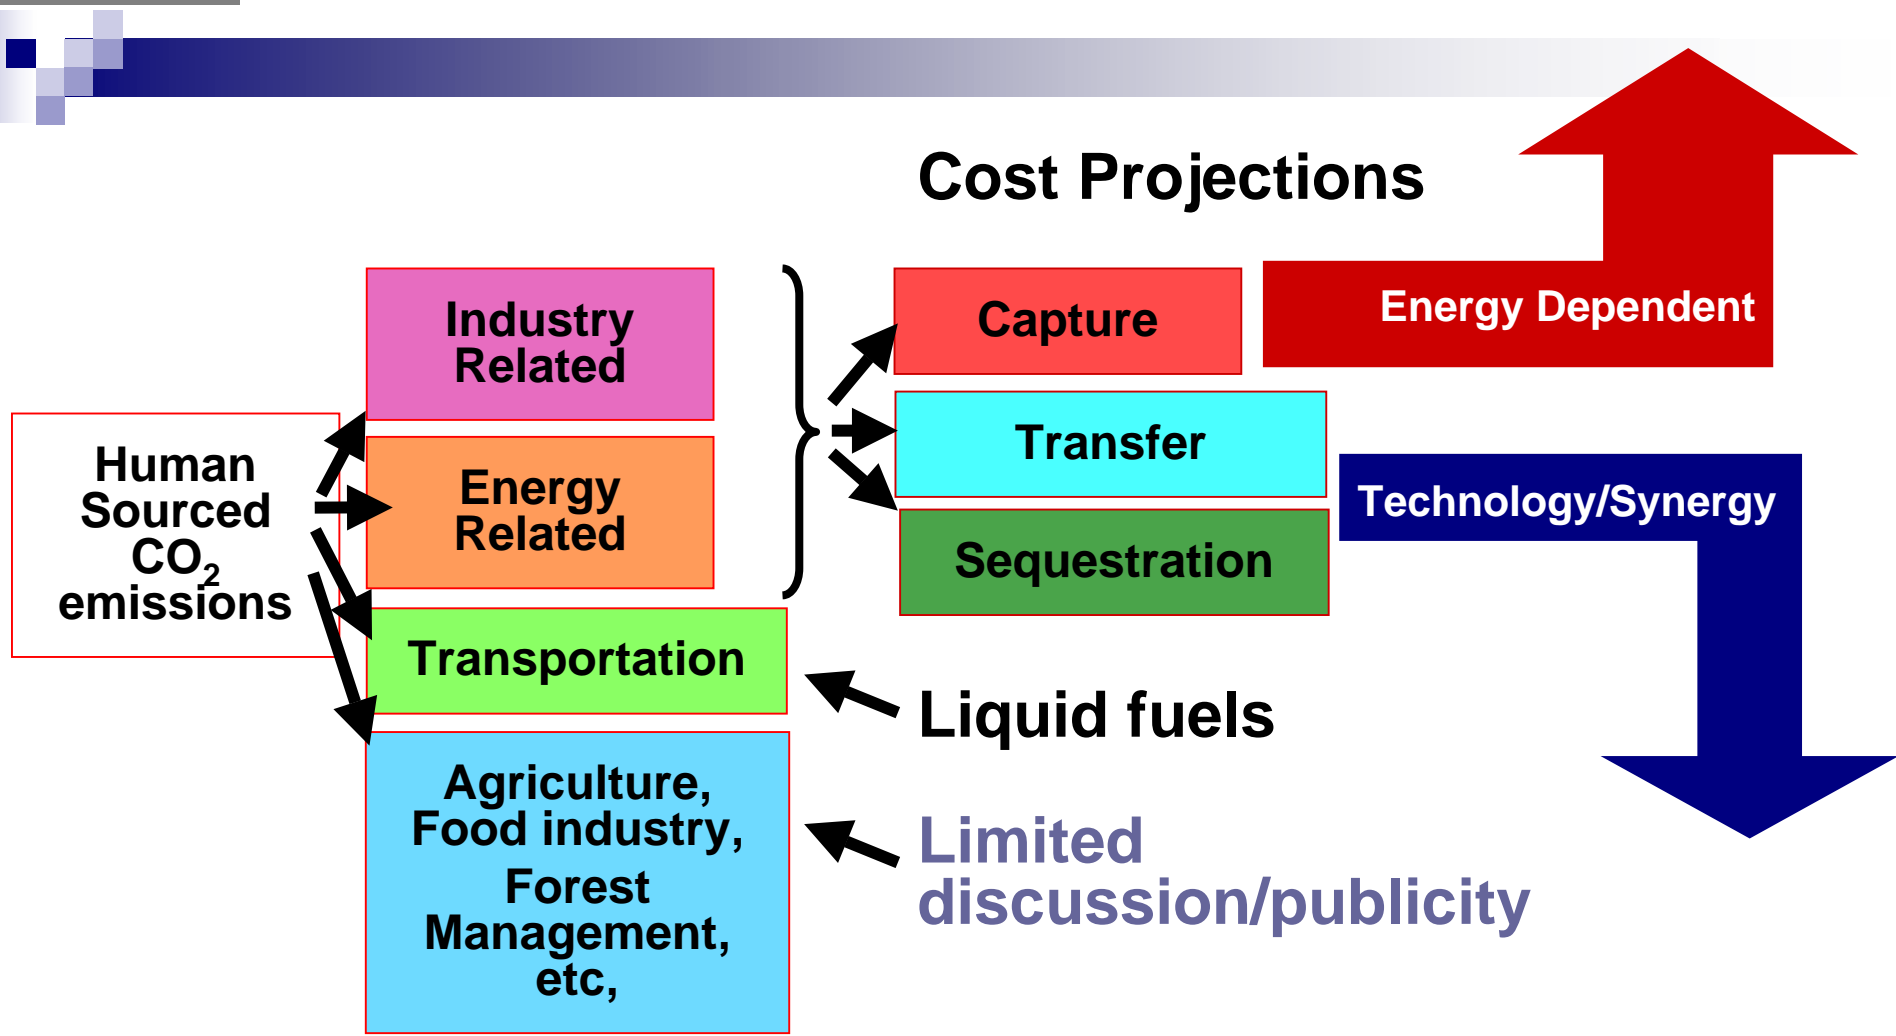 Cost Projections
Human
Sourced
CO₂
emissions
Industry
Related
Energy
Related
Transportation
Agriculture,
Food industry,
Forest
Management,
etc,
Capture
Transfer
Sequestration
Energy Dependent
Technology/Synergy
Liquid fuels
Limited
discussion/publicity